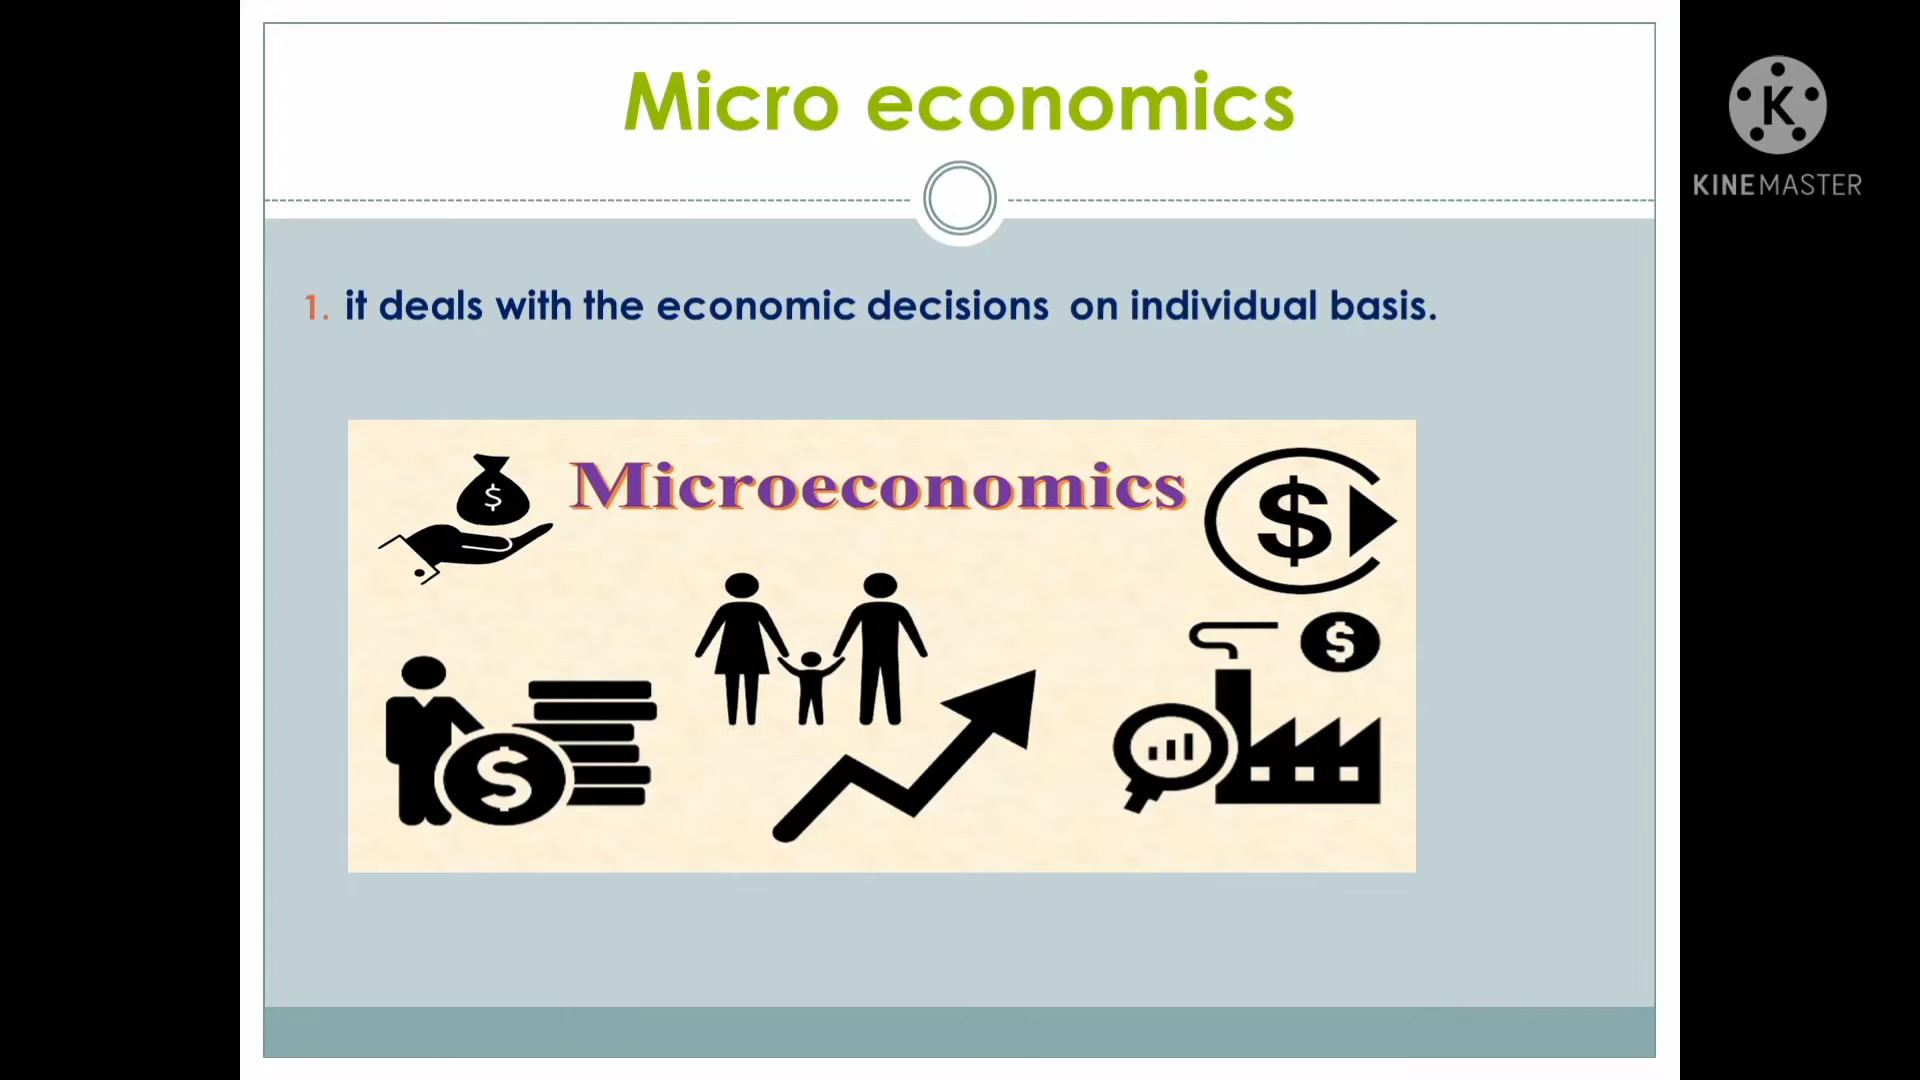 Micro economics
K
KINEMASTER
1. it deals with the economic decisions on individual basis.
Microeconomics
$
$
$
$